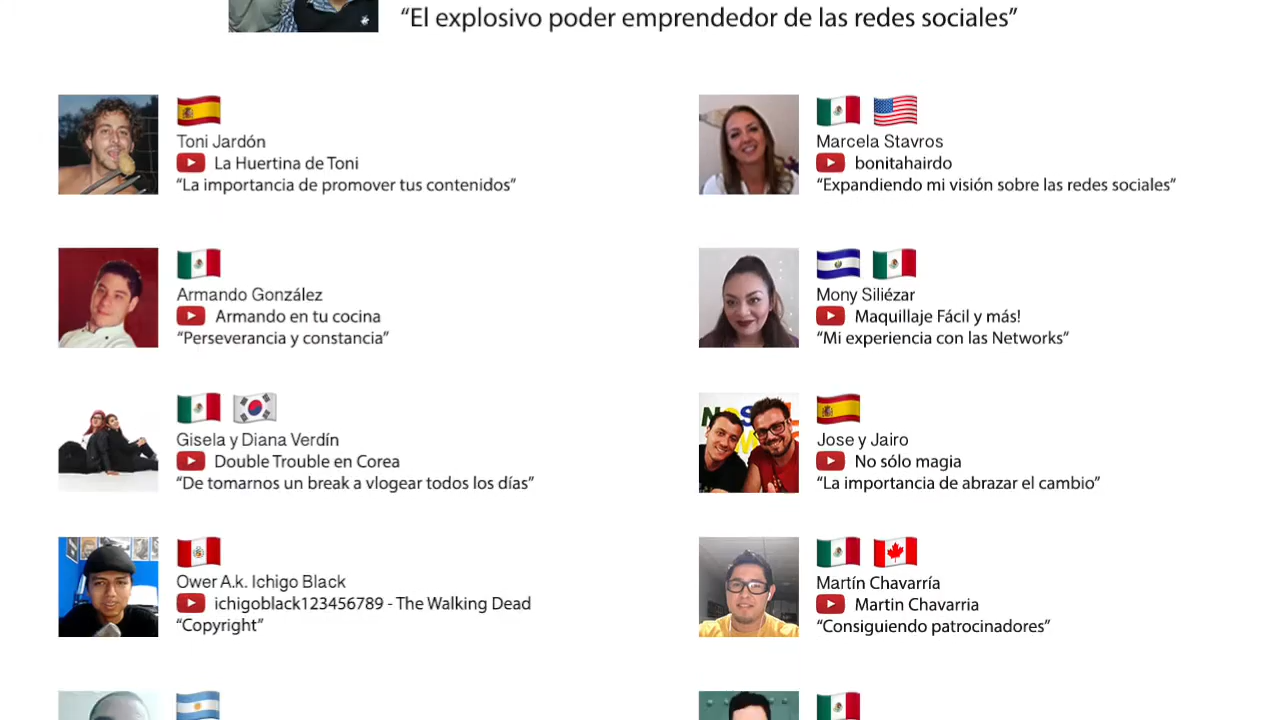 “El explosivo poder emprendedor de las redes sociales”
Toni Jardón
La Huertina de Toni
“La importancia de promover tus contenidos”
Marcela Stavros
bonitahairdo
“Expandiendo mi visión sobre las redes sociales”
Armando González
Armando en tu cocina
“Perseverancia y constancia”
Mony Siliézar
Maquillaje Fácil y más!
“Mi experiencia con las Networks”
Gisela y Diana Verdín
Double Trouble en Corea
“De tomarnos un break a vlogear todos los días”
Jose y Jairo
No sólo magia
“La importancia de abrazar el cambio”
Ower A.k. Ichigo Black
ichigoblack123456789 - The Walking Dead
“Copyright”
Martín Chavarría
Martin Chavarria
“Consiguiendo patrocinadores”